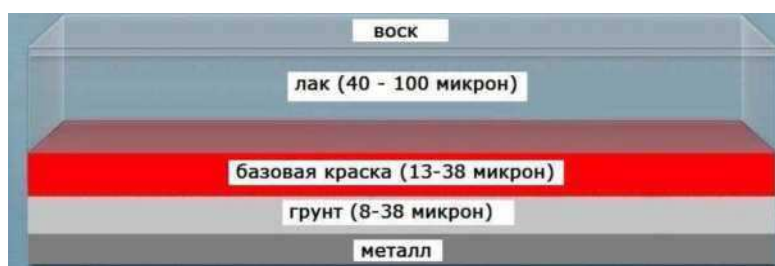 воск
лак (40 - 100 микрон)
базовая краска (13-38 микрон)
грунт (8-38 микрон)
металл